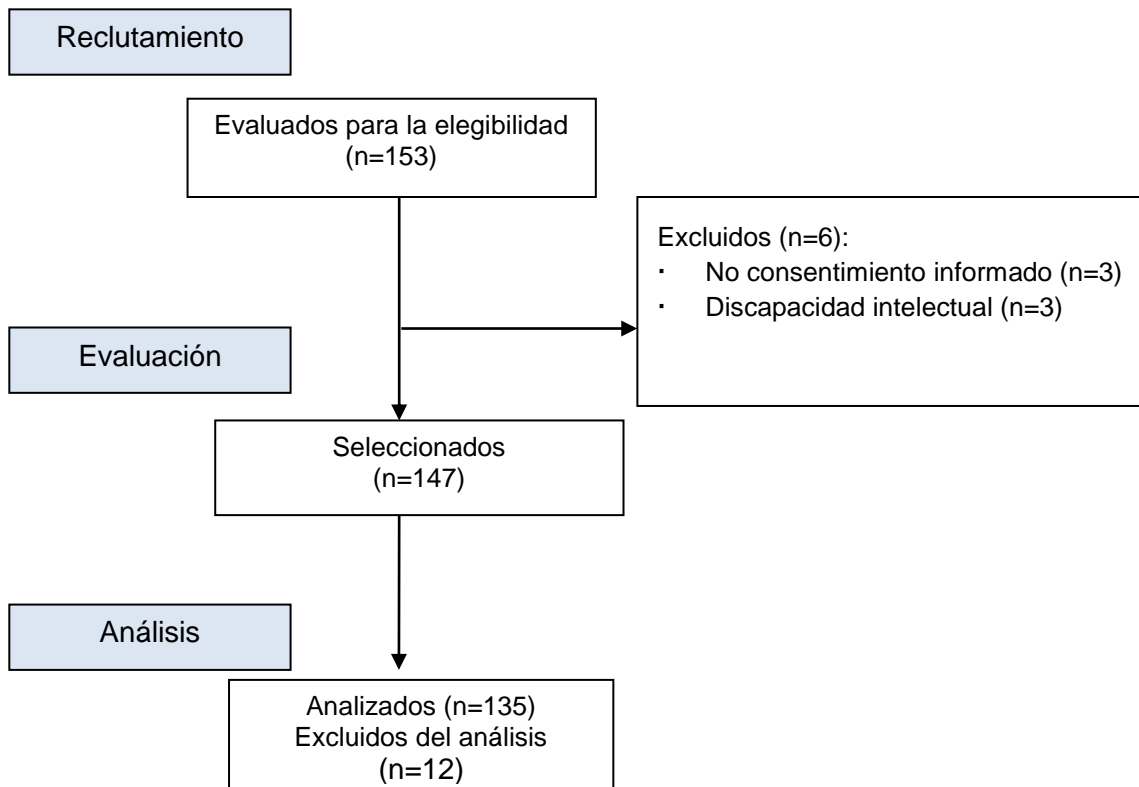 Reclutamiento
Evaluados para la elegibilidad
(n=153)
Excluidos (n=6):
· No consentimiento informado (n=3)
· Discapacidad intelectual (n=3)
Evaluación
Seleccionados
(n=147)
Análisis
Analizados (n=135)
Excluidos del análisis
(n=12)